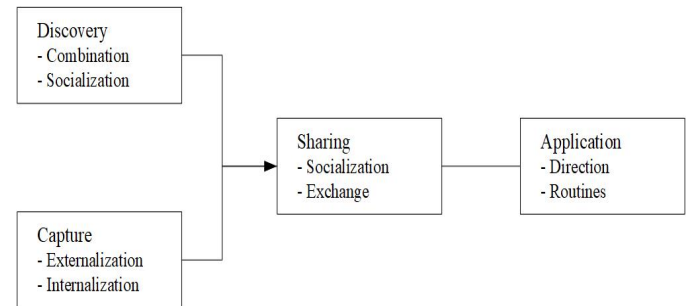 Discovery
- Combination
- Socialization
Sharing
- Socialization
- Exchange
Application
- Direction
- Routines
Capture
- Externalization
- Internalization